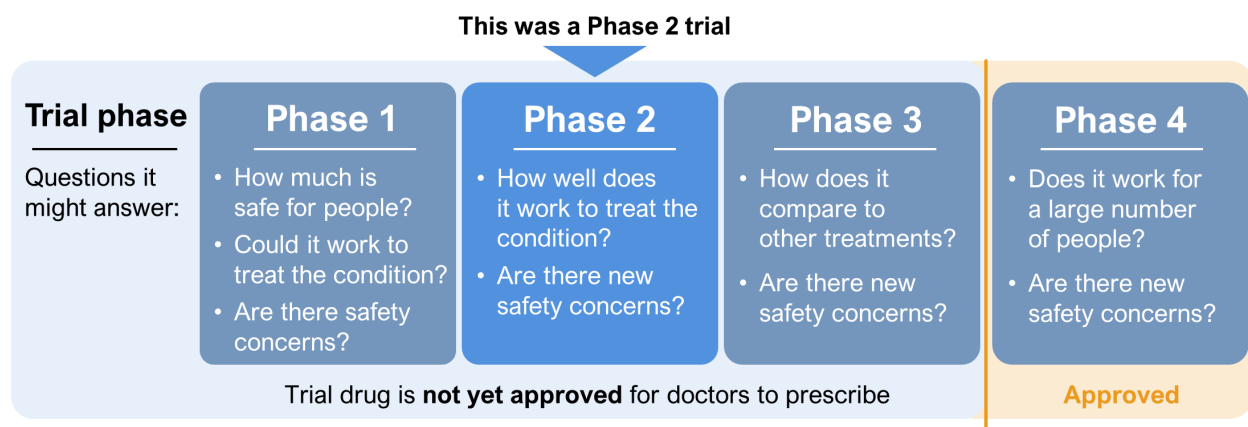 This was a Phase 2 trial
Trial phase
Questions it
might answer:
Phase 1
• How much is
safe for people?
• Could it work to
treat the condition?
• Are there safety
concerns?
Phase 2
• How well does
it work to treat the
condition?
• Are there new
safety concerns?
Phase 3
• How does it
compare to
other treatments?
• Are there new
safety concerns?
Phase 4
• Does it work for
a large number
of people?
• Are there new
safety concerns?
Trial drug is not yet approved for doctors to prescribe
Approved